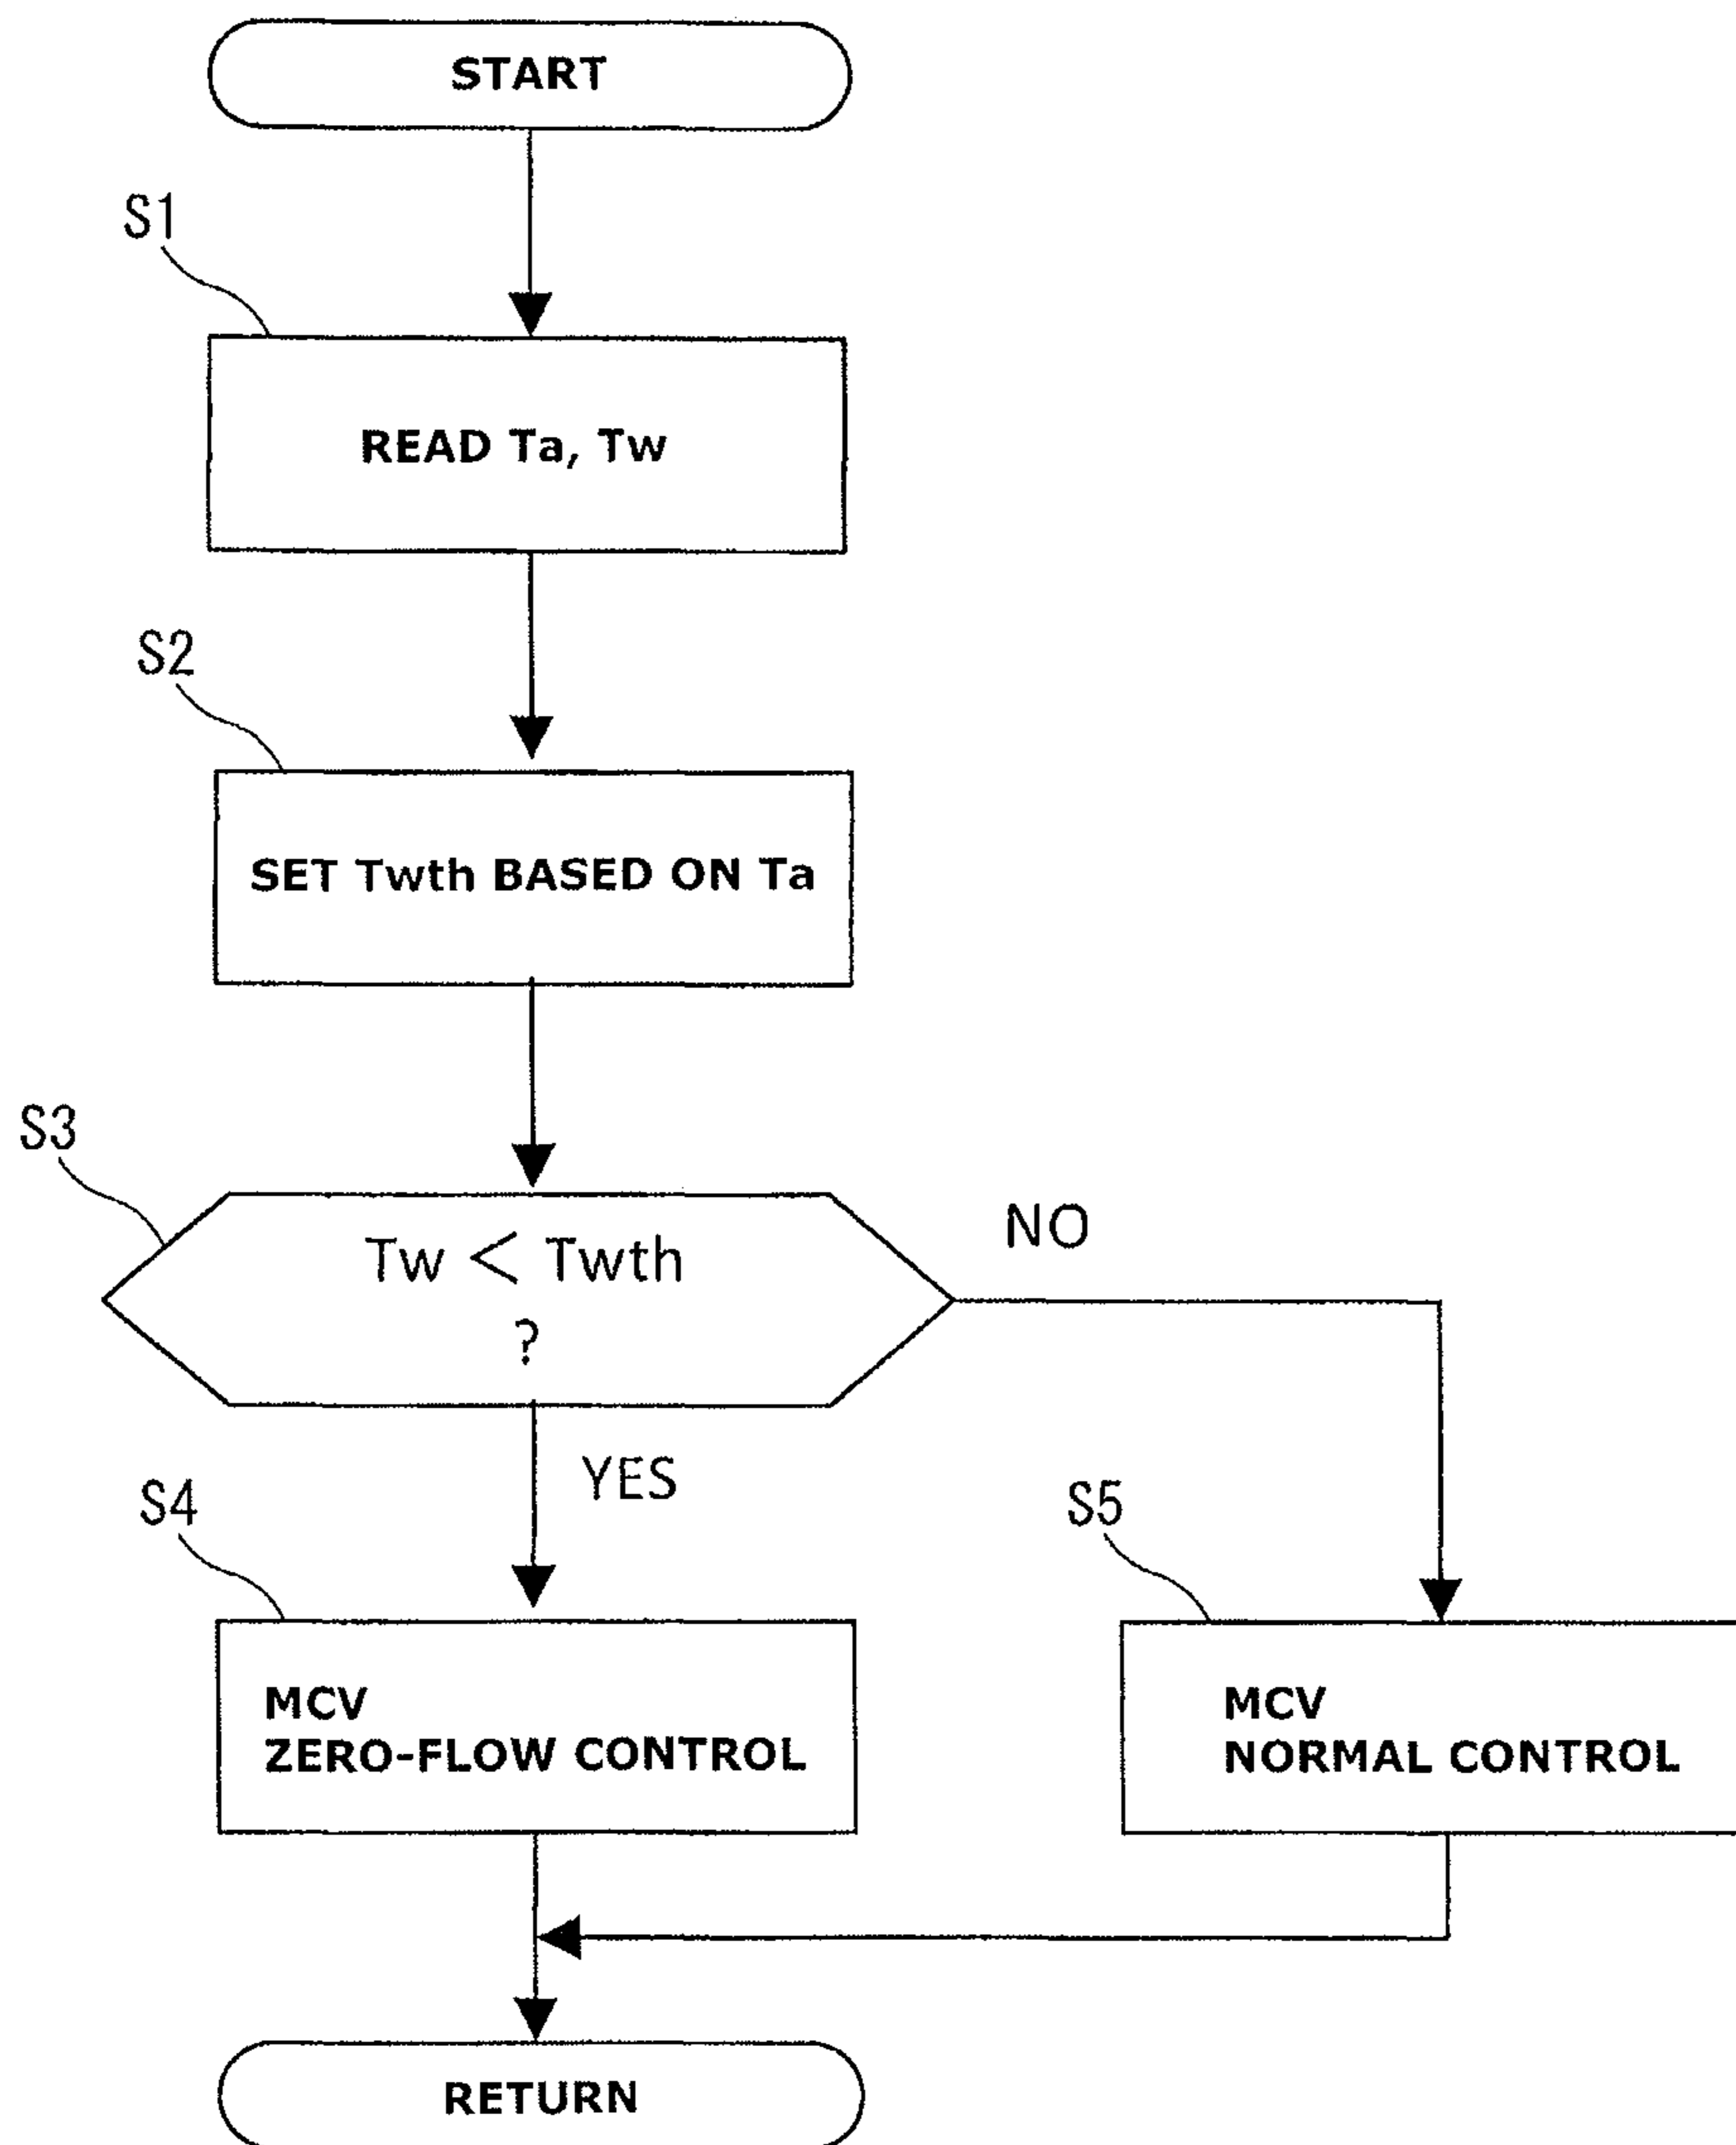 START
S1
READ Ta, Tw
S2
SET Twth BASED ON Ta
S3
Tw < Twth
?
NO
YES
S4
MCV
ZERO-FLOW CONTROL
S5
MCV
NORMAL CONTROL
RETURN